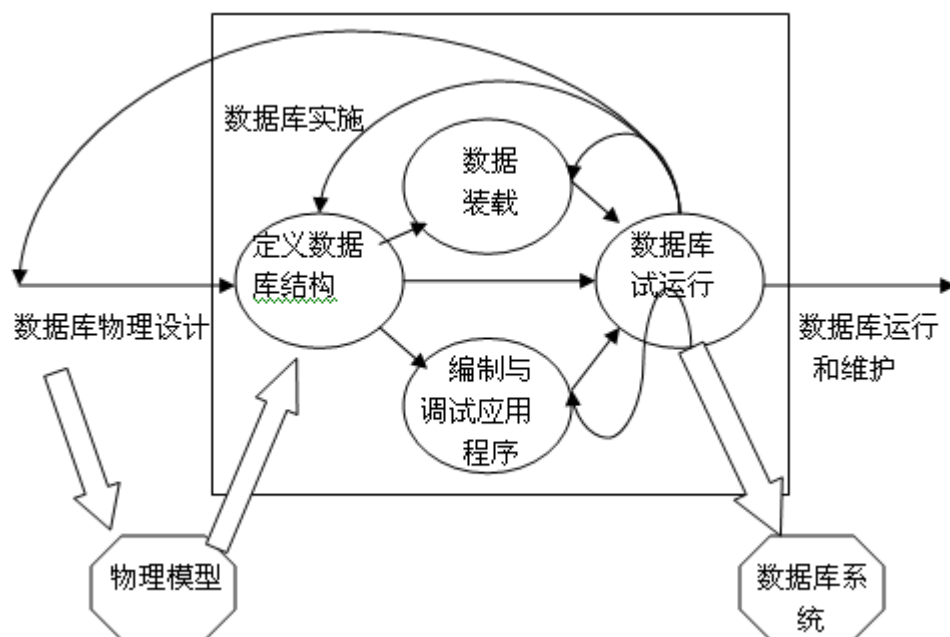 数据库实施
数据
装载
定义数据
库结构
数据库
试运行
数据库物理设计
数据库运行
和维护
编制与
调试应用
程序
物理模型
数据库系
统